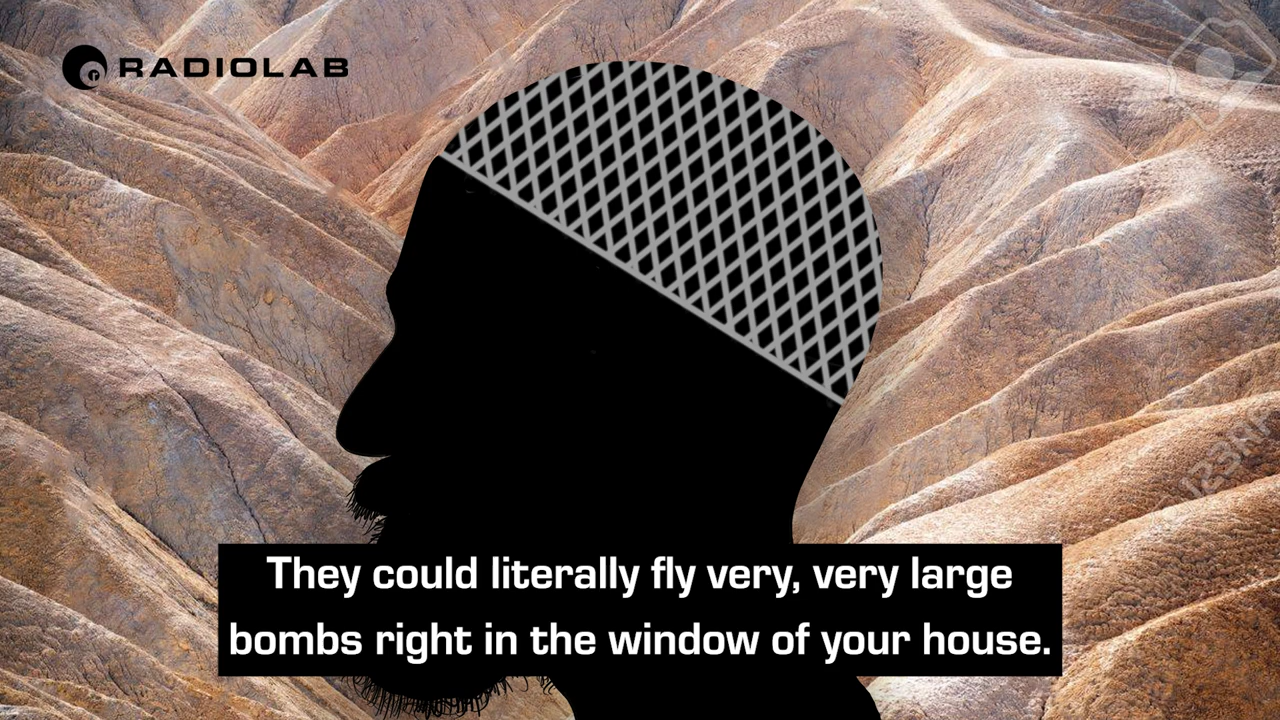 RADIOLAB
They could literally fly very, very large
bombs right in the window of your house.